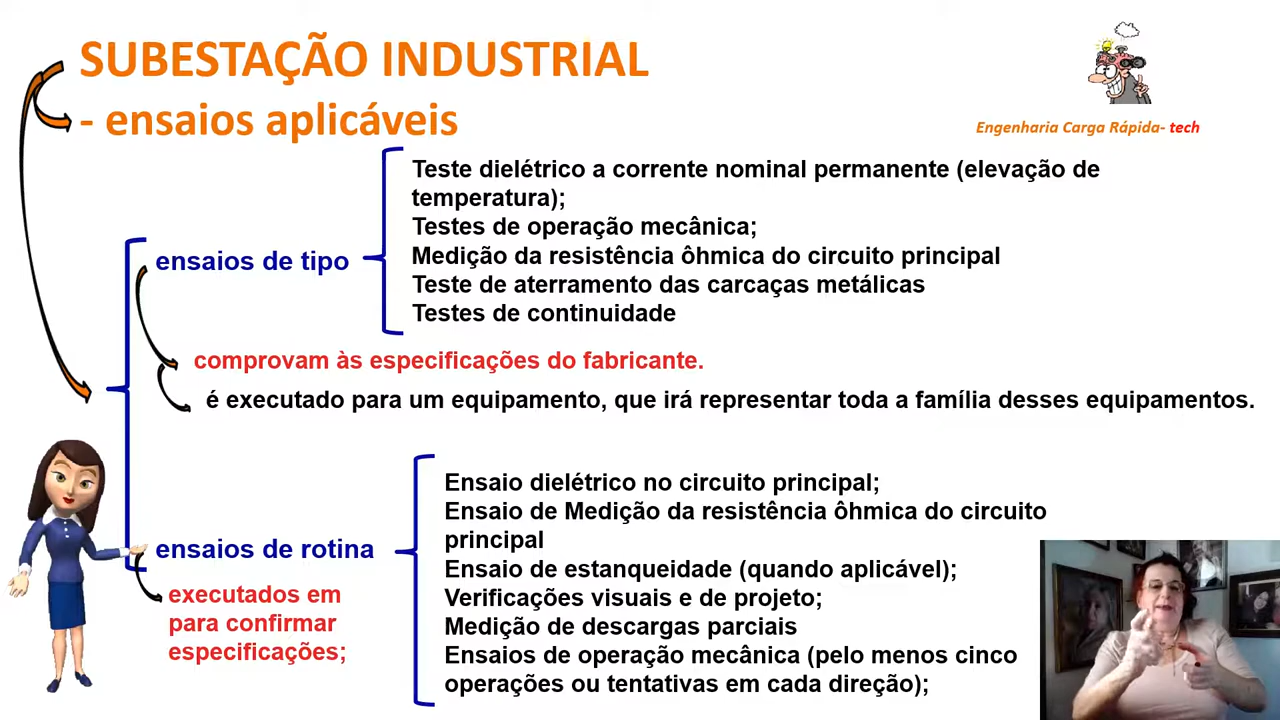 SUBESTAÇÃO INDUSTRIAL
- ensaios aplicáveis
Engenharia Carga Rápida- tech
ensaios de tipo
Teste dielétrico a corrente nominal permanente (elevação de
temperatura);
Testes de operação mecânica;
Medição da resistência ôhmica do circuito principal
Teste de aterramento das carcaças metálicas
Testes de continuidade
comprovam às especificações do fabricante.
é executado para um equipamento, que irá representar toda a família desses equipamentos.
ensaios de rotina
executados em
para confirmar
especificações;
Ensaio dielétrico no circuito principal;
Ensaio de Medição da resistência ôhmica do circuito
principal
Ensaio de estanqueidade (quando aplicável);
Verificações visuais e de projeto;
Medição de descargas parciais
Ensaios de operação mecânica (pelo menos cinco
operações ou tentativas em cada direção);